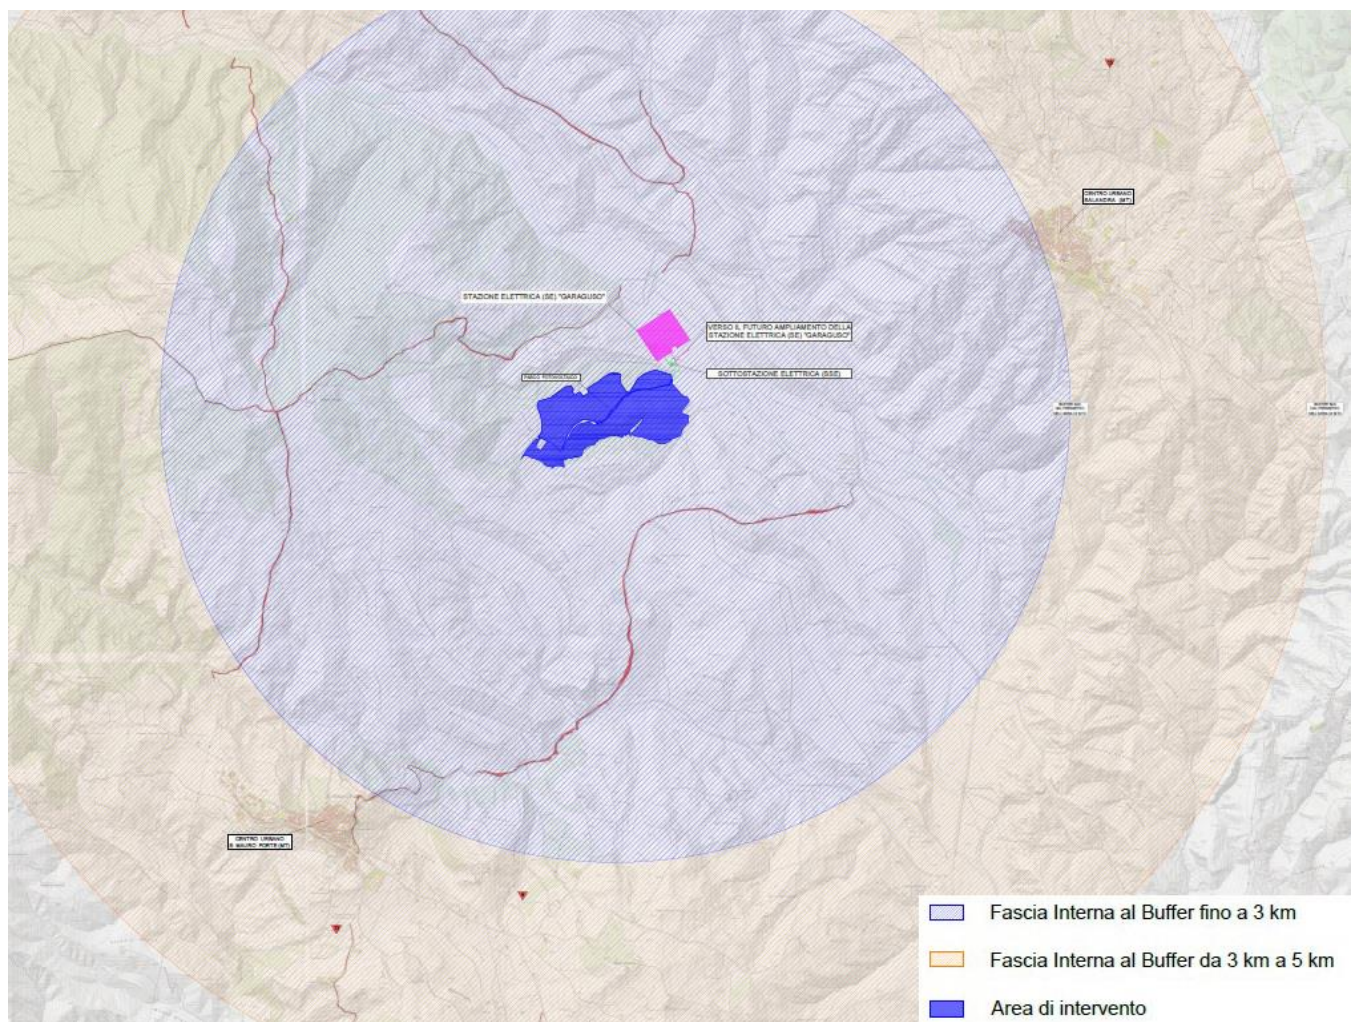 CENTRO URBANO
SALANDRA (MT)
STAZIONE ELETTRICA (SE) "GARAGUSO"
VERSO IL FUTURO AMPLIAMENTO DELLA
STAZIONE ELETTRICA (SE) "GARAGUSO"
SOTTOSTAZIONE ELETTRICA (SSE)
PARCO FOTOVOLTAICO
CENTRO URBANO
S. MAURO FORTE (MT)
Fascia Interna al Buffer fino a 3 km
Fascia Interna al Buffer da 3 km a 5 km
Area di intervento